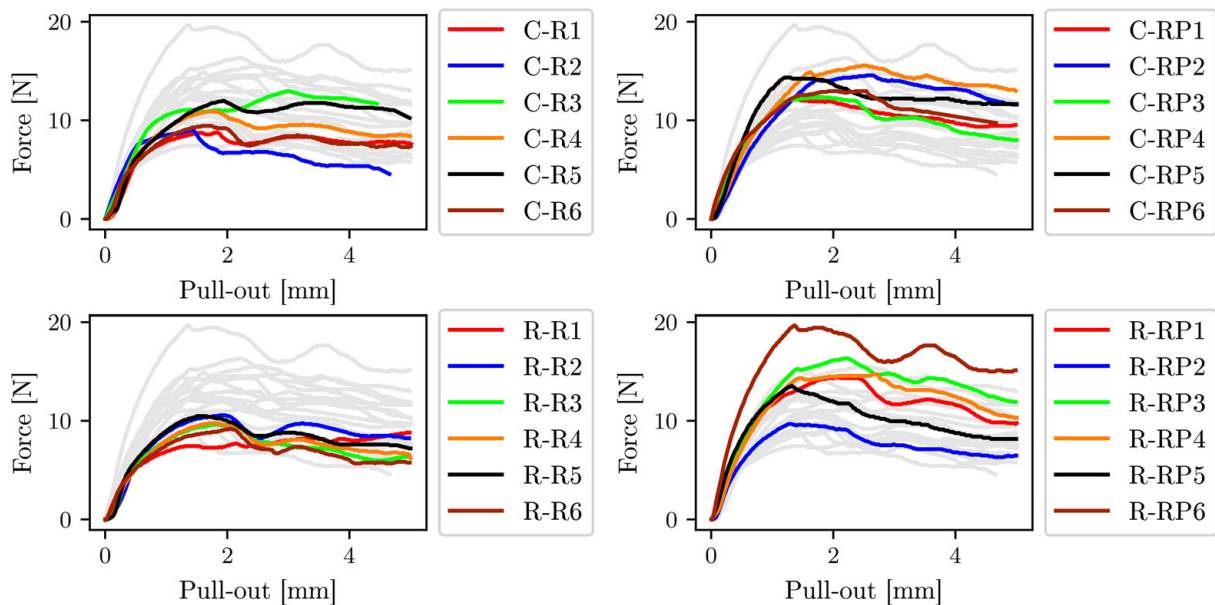 Force [N]
20
10
0
0 2 4
Pull-out [mm]
C-R1
C-R2
C-R3
C-R4
C-R5
C-R6
Force [N]
20
10
0
0 2 4
Pull-out [mm]
C-RP1
C-RP2
C-RP3
C-RP4
C-RP5
C-RP6
Force [N]
20
10
0
0 2 4
Pull-out [mm]
R-R1
R-R2
R-R3
R-R4
R-R5
R-R6
Force [N]
20
10
0
0 2 4
Pull-out [mm]
R-RP1
R-RP2
R-RP3
R-RP4
R-RP5
R-RP6